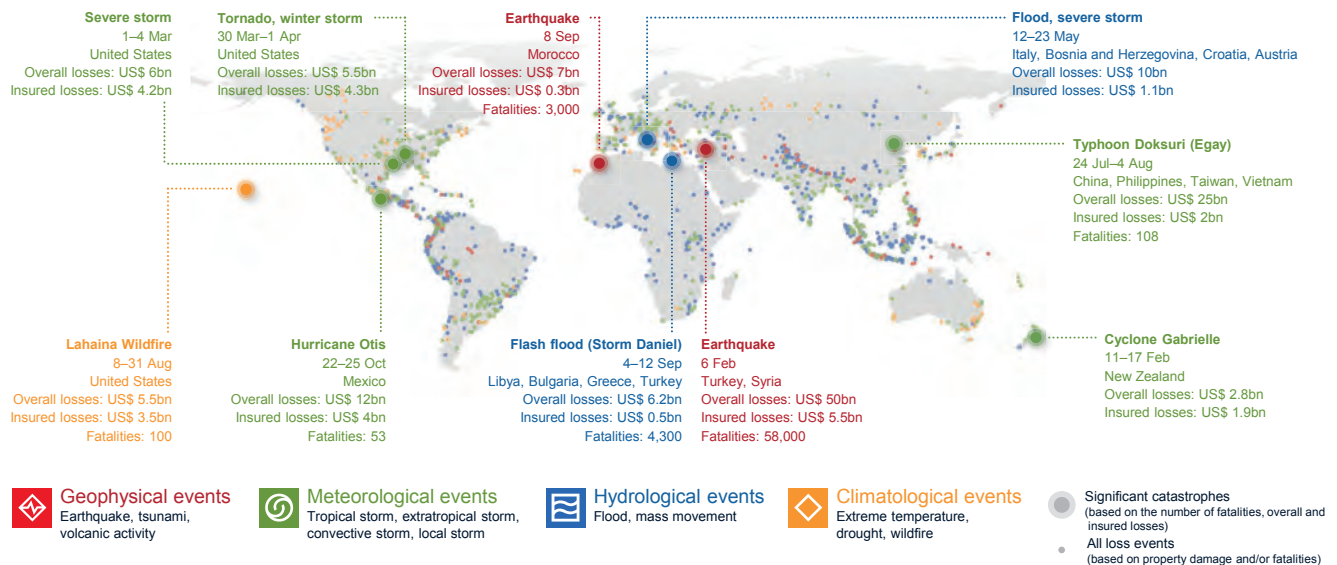 Severe storm
1–4 Mar
United States
Overall losses: US$ 6bn
Insured losses: US$ 4.2bn
Tornado, winter storm
30 Mar–1 Apr
United States
Overall losses: US$ 5.5bn
Insured losses: US$ 4.3bn
Earthquake
8 Sep
Morocco
Overall losses: US$ 7bn
Insured losses: US$ 0.3bn
Fatalities: 3,000
Flood, severe storm
12–23 May
Italy, Bosnia and Herzegovina, Croatia, Austria
Overall losses: US$ 10bn
Insured losses: US$ 1.1bn
Typhoon Doksuri (Egay)
24 Jul–4 Aug
China, Philippines, Taiwan, Vietnam
Overall losses: US$ 25bn
Insured losses: US$ 2bn
Fatalities: 108
Lahaina Wildfire
8–31 Aug
United States
Overall losses: US$ 5.5bn
Insured losses: US$ 3.5bn
Fatalities: 100
Hurricane Otis
22–25 Oct
Mexico
Overall losses: US$ 12bn
Insured losses: US$ 4bn
Fatalities: 53
Flash flood (Storm Daniel)
4–12 Sep
Libya, Bulgaria, Greece, Turkey
Overall losses: US$ 6.2bn
Insured losses: US$ 0.5bn
Fatalities: 4,300
Earthquake
6 Feb
Turkey, Syria
Overall losses: US$ 50bn
Insured losses: US$ 5.5bn
Fatalities: 58,000
Cyclone Gabrielle
11–17 Feb
New Zealand
Overall losses: US$ 2.8bn
Insured losses: US$ 1.9bn
Geophysical events
Earthquake, tsunami,
volcanic activity
Meteorological events
Tropical storm, extratropical storm,
convective storm, local storm
Hydrological events
Flood, mass movement
Climatological events
Extreme temperature,
drought, wildfire
Significant catastrophes
(based on the number of fatalities, overall and
insured losses)
All loss events
(based on property damage and/or fatalities)